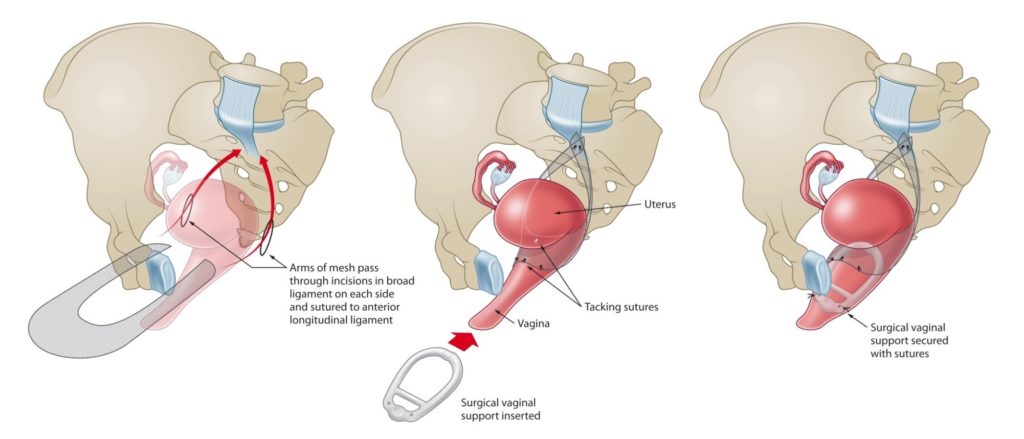 Arms of mesh pass
through incisions in broad
ligament on each side
and sutured to anterior
longitudinal ligament
Uterus
Tacking sutures
Vagina
Surgical vaginal
support inserted
Surgical vaginal
support secured
with sutures